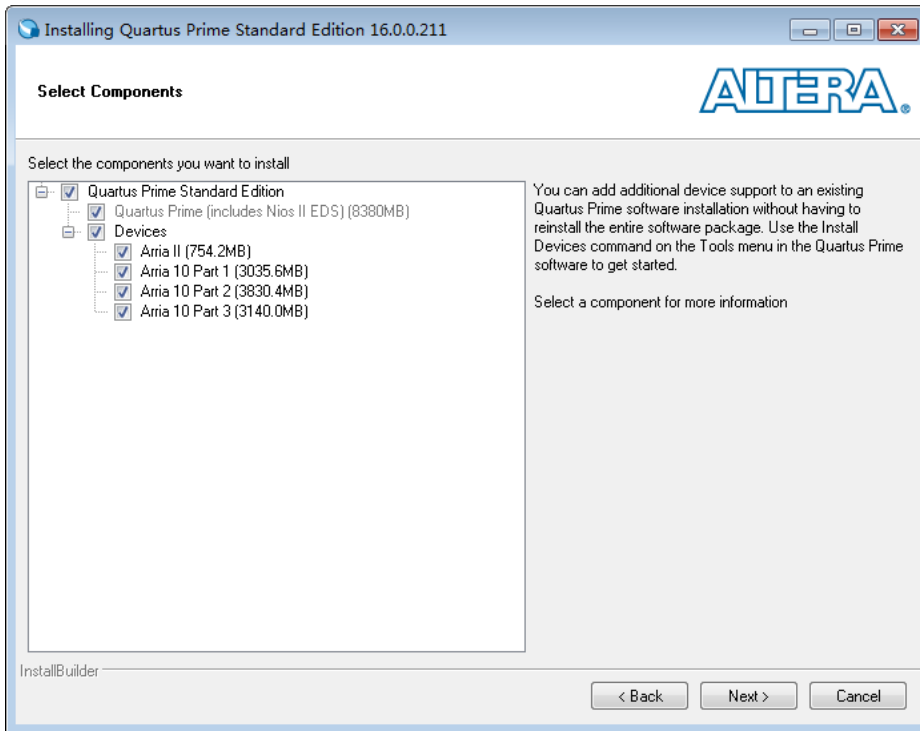 Installing Quartus Prime Standard Edition 16.0.0.211
Select Components
ALTERA®
Select the components you want to install
Quartus Prime Standard Edition
Quartus Prime (includes Nios II EDS) (8380MB)
Devices
Arria II (754.2MB)
Arria 10 Part 1 (3035.6MB)
Arria 10 Part 2 (3830.4MB)
Arria 10 Part 3 (3140.0MB)
You can add additional device support to an existing
Quartus Prime software installation without having to
reinstall the entire software package. Use the Install
Devices command on the Tools menu in the Quartus Prime
software to get started.
Select a component for more information
InstallBuilder
< Back
Next >
Cancel